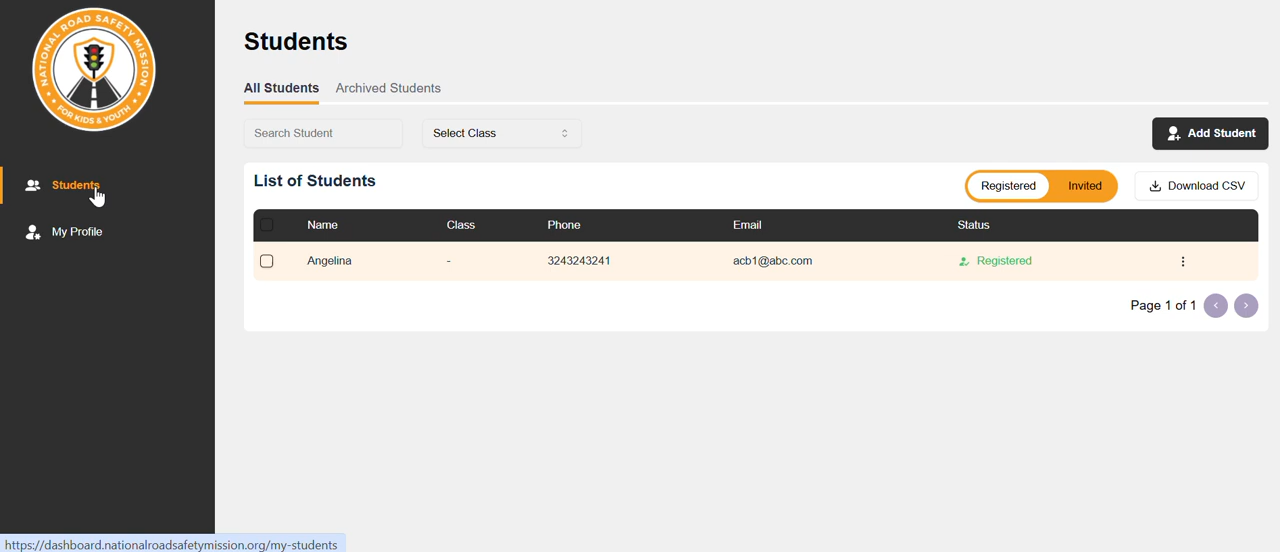 NATIONAL ROAD SAFETY MISSION
FOR KIDS & YOUTH
Students
My Profile
Students
All Students Archived Students
Search Student Select Class Add Student
List of Students Registered Invited Download CSV
Name Class Phone Email Status
Angelina - 3243243241 acb1@abc.com Registered
Page 1 of 1
https://dashboard.nationalroadsafetymission.org/my-students